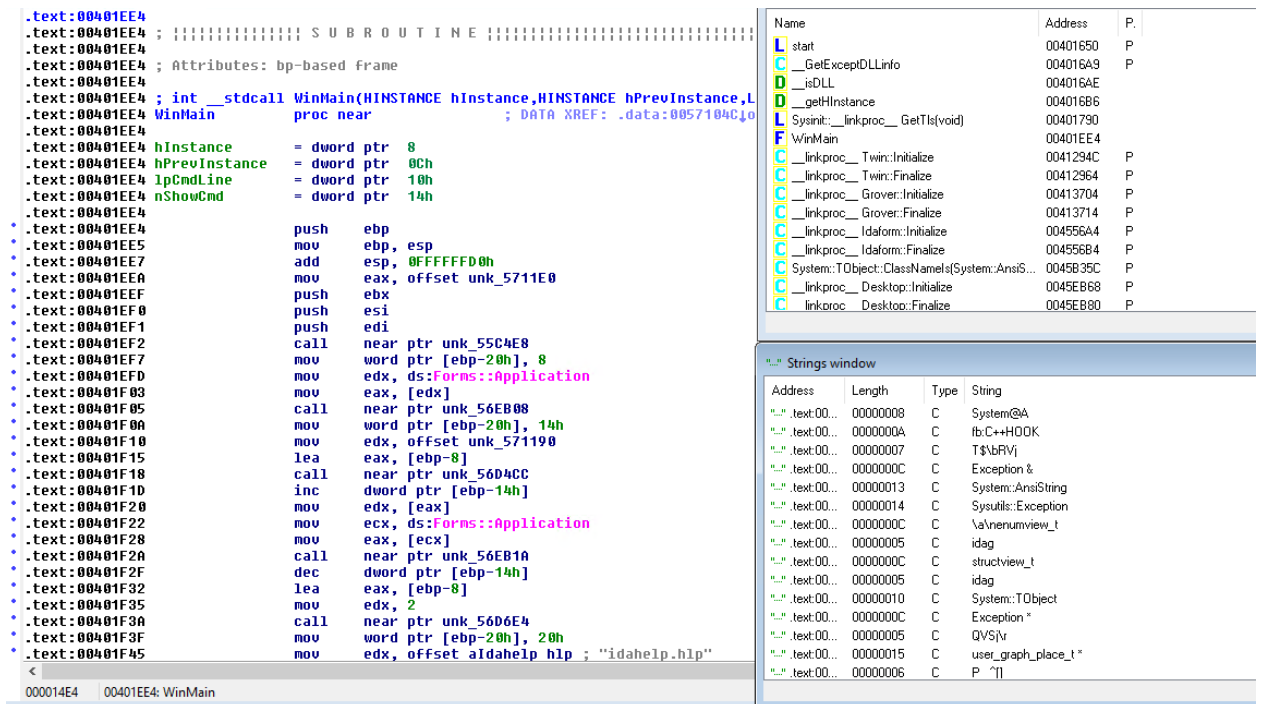 .text:00401EE4
.text:00401EE4 ; ¦¦¦¦¦¦¦¦¦¦¦¦¦¦¦ S U B R O U T I N E ¦¦¦¦¦¦¦¦¦¦¦¦¦¦¦¦¦¦¦¦¦¦¦¦¦¦¦¦¦¦
.text:00401EE4
.text:00401EE4 ; Attributes: bp-based frame
.text:00401EE4
.text:00401EE4 ; int __stdcall WinMain(HINSTANCE hInstance,HINSTANCE hPrevInstance,L
.text:00401EE4 WinMain proc near ; DATA XREF: .data:0057104C↓o
.text:00401EE4
.text:00401EE4 hInstance = dword ptr 8
.text:00401EE4 hPrevInstance = dword ptr 0Ch
.text:00401EE4 lpCmdLine = dword ptr 10h
.text:00401EE4 nShowCmd = dword ptr 14h
.text:00401EE4
.text:00401EE4 push ebp
.text:00401EE5 mov ebp, esp
.text:00401EE7 add esp, 0FFFFFFD0h
.text:00401EEA mov eax, offset unk_5711E0
.text:00401EEF push ebx
.text:00401EF0 push esi
.text:00401EF1 push edi
.text:00401EF2 call near ptr unk_55C4E8
.text:00401EF7 mov word ptr [ebp-20h], 8
.text:00401EFD mov edx, ds:Forms::Application
.text:00401F03 mov eax, [edx]
.text:00401F05 call near ptr unk_56EB08
.text:00401F0A mov word ptr [ebp-20h], 14h
.text:00401F10 mov edx, offset unk_571190
.text:00401F15 lea eax, [ebp-8]
.text:00401F18 call near ptr unk_56D4CC
.text:00401F1D inc dword ptr [ebp-14h]
.text:00401F20 mov edx, [eax]
.text:00401F22 mov ecx, ds:Forms::Application
.text:00401F28 mov eax, [ecx]
.text:00401F2A call near ptr unk_56EB1A
.text:00401F2F dec dword ptr [ebp-14h]
.text:00401F32 lea eax, [ebp-8]
.text:00401F35 mov edx, 2
.text:00401F3A call near ptr unk_56D6E4
.text:00401F3F mov word ptr [ebp-20h], 20h
.text:00401F45 mov edx, offset aIdahelp_hlp ; "idahelp.hlp"
000014E4 00401EE4: WinMain
Name Address P.
L start 00401650 P
C __GetExceptDLLinfo 004016A9 P
D __isDLL 004016AE
D __getHInstance 004016B6
L Sysinit::__linkproc__ GetTls(void) 00401790
F WinMain 00401EE4
C __linkproc__ Twin::Initialize 0041294C P
C __linkproc__ Twin::Finalize 00412964 P
C __linkproc__ Grover::Initialize 00413704 P
C __linkproc__ Grover::Finalize 00413714 P
C __linkproc__ Idaform::Initialize 004556A4 P
C __linkproc__ Idaform::Finalize 004556B4 P
C System::TObject::ClassNameIs(System::AnsiS... 0045B35C P
C __linkproc__ Desktop::Initialize 0045EB68 P
C __linkproc__ Desktop::Finalize 0045EB80 P
"..." Strings window
Address Length Type String
"..." .text:00... 00000008 C System@A
"..." .text:00... 0000000A C fb:C++HOOK
"..." .text:00... 00000007 C T$\bRVj
"..." .text:00... 0000000C C Exception &
"..." .text:00... 00000013 C System::AnsiString
"..." .text:00... 00000014 C Sysutils::Exception
"..." .text:00... 0000000C C \a\nenumview_t
"..." .text:00... 00000005 C idag
"..." .text:00... 0000000C C structview_t
"..." .text:00... 00000005 C idag
"..." .text:00... 00000010 C System::TObject
"..." .text:00... 0000000C C Exception *
"..." .text:00... 00000005 C QVSj\r
"..." .text:00... 00000015 C user_graph_place_t *
"..." .text:00... 00000006 C P ^[]